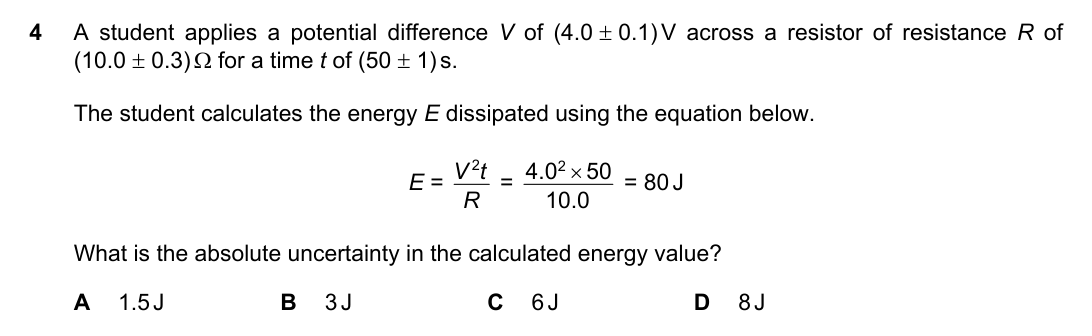 4 A student applies a potential difference V of (4.0 ± 0.1) V across a resistor of resistance R of
(10.0 ± 0.3) Ω for a time t of (50 ± 1) s.
The student calculates the energy E dissipated using the equation below.
E = V²t / R = 4.0² × 50 / 10.0 = 80 J
What is the absolute uncertainty in the calculated energy value?
A 1.5 J B 3 J C 6 J D 8 J